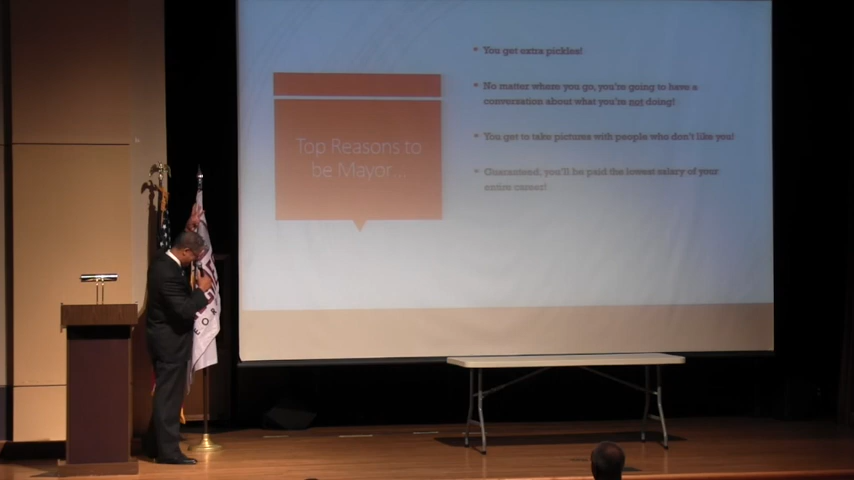 You get extra pickles!
No matter where you go, you're going to have a
conversation about what you're not doing!
Top Reasons to
be Mayor...
You get to take pictures with people who don't like you!
Guaranteed, you'll be paid the lowest salary of your
entire career!
EOR